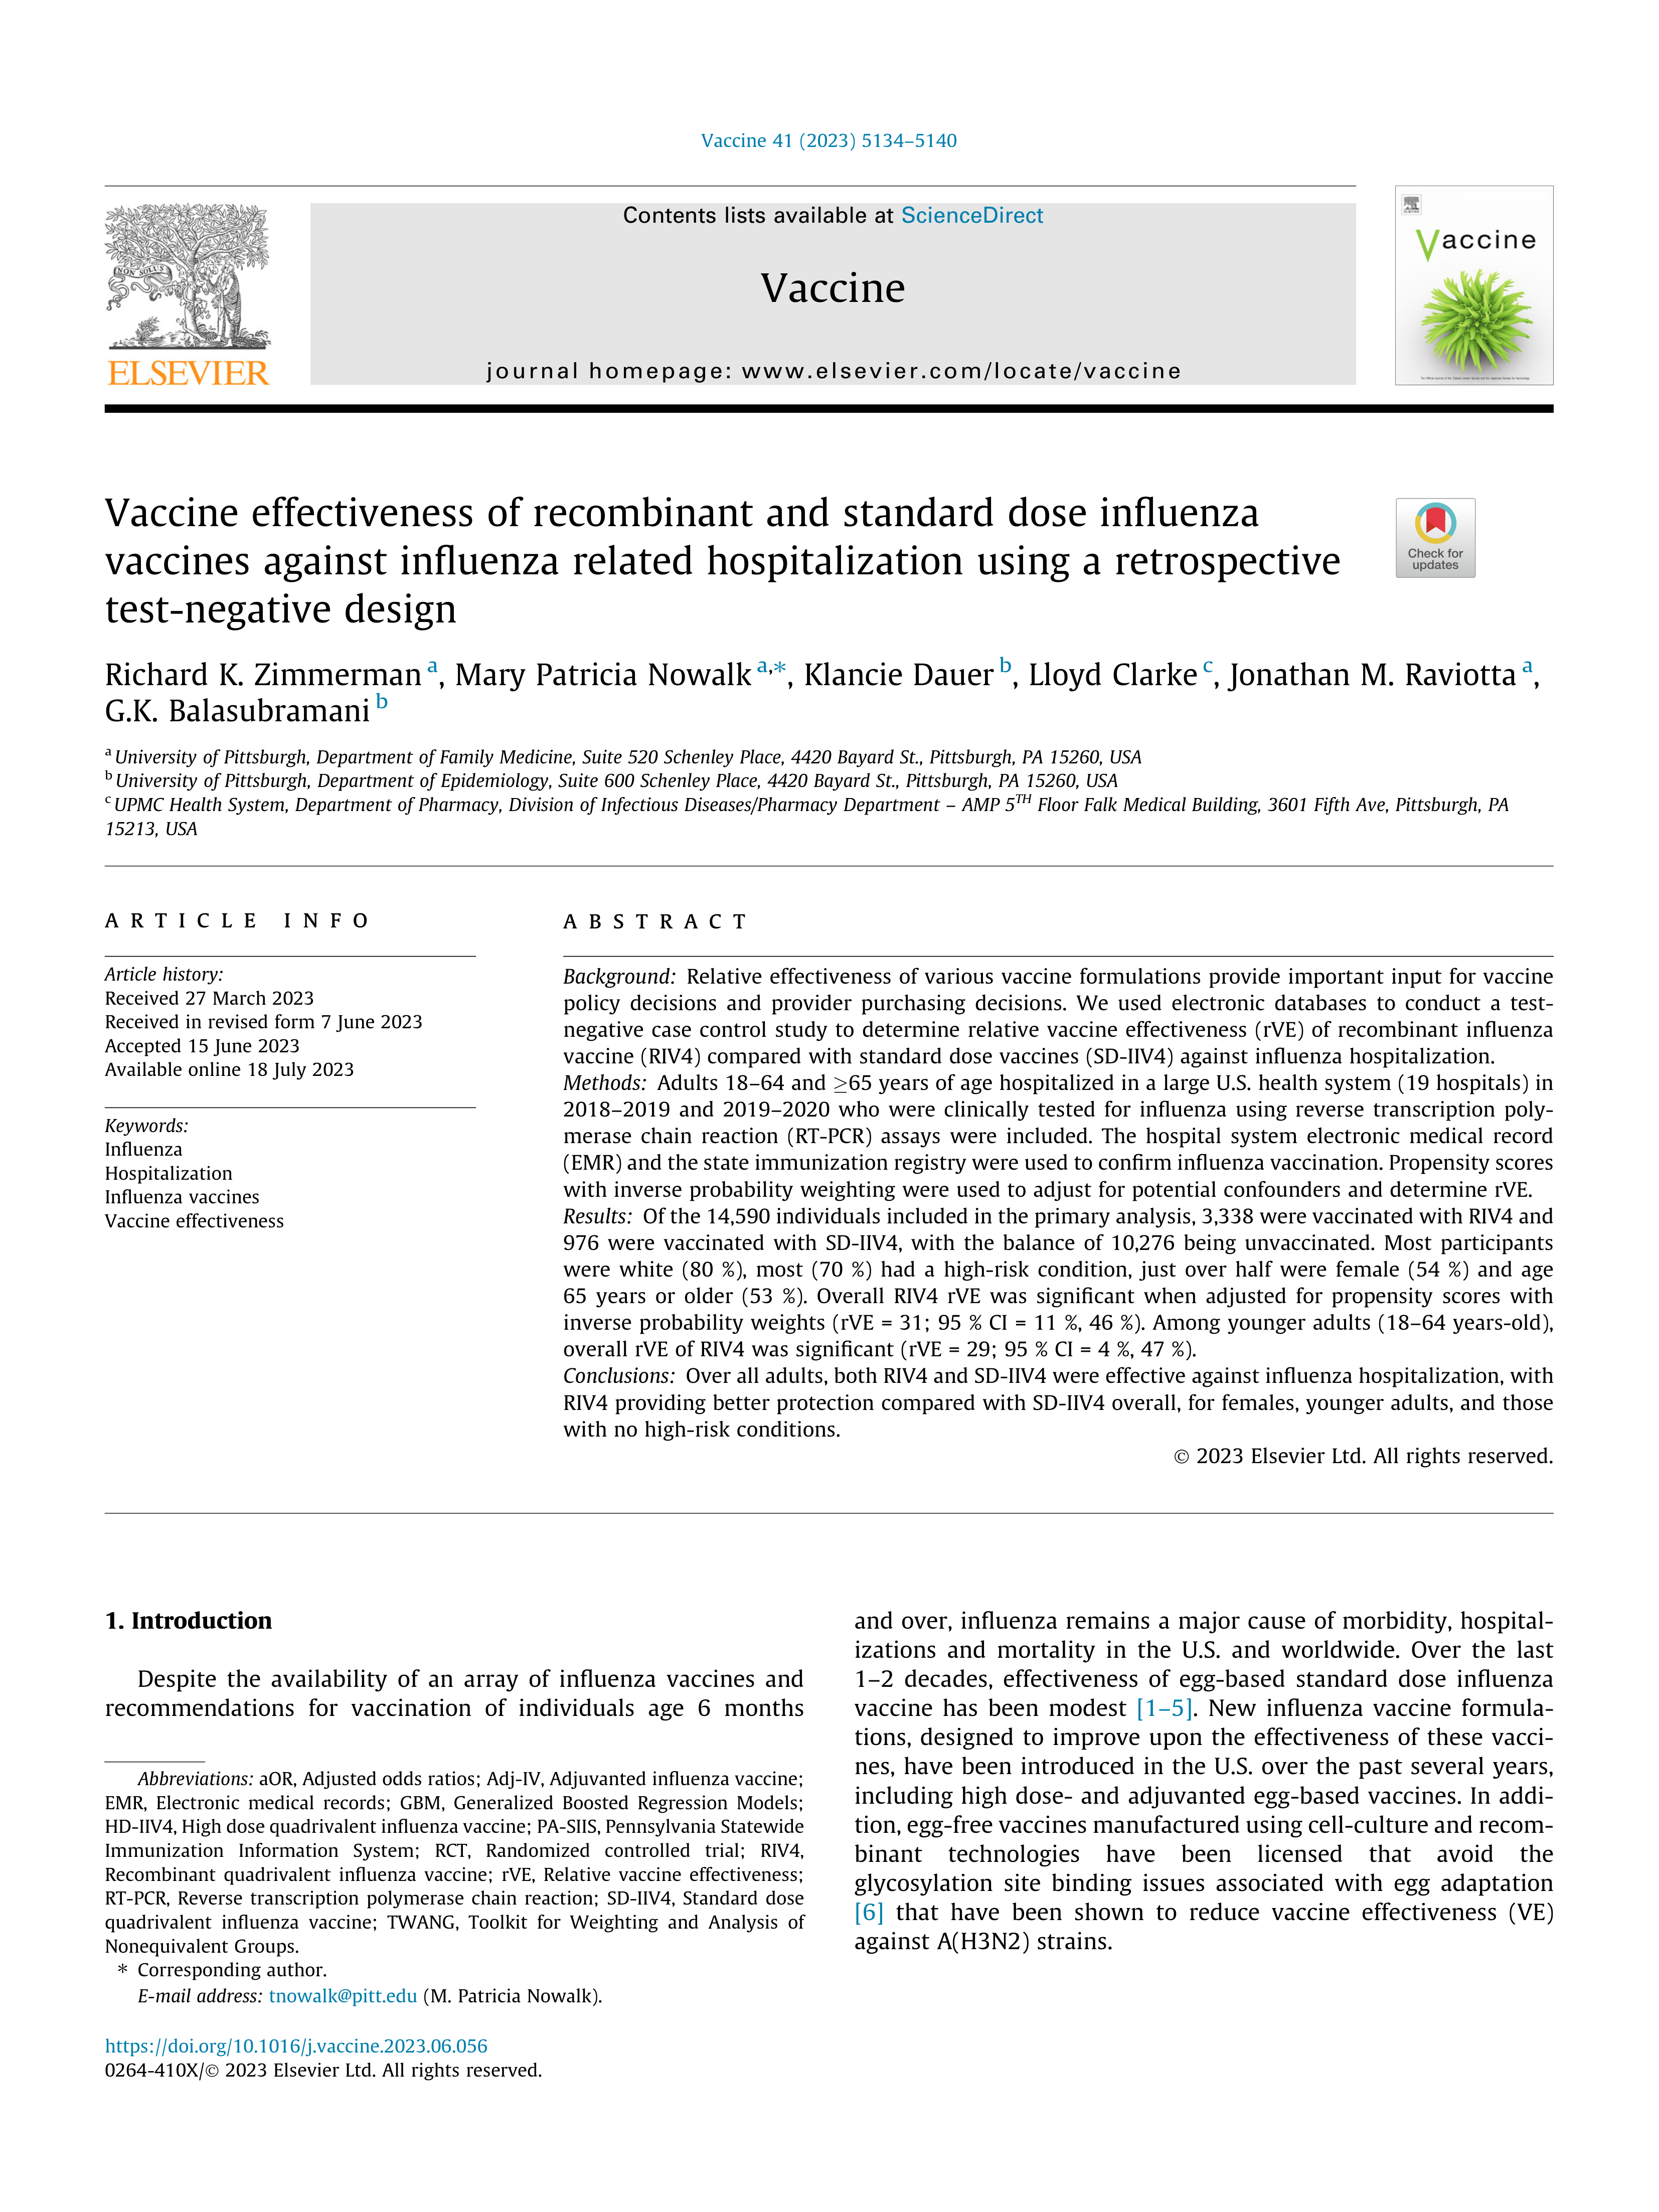 Vaccine 41 (2023) 5134–5140
Contents lists available at ScienceDirect
Vaccine
journal homepage: www.elsevier.com/locate/vaccine
NON SOLUS
ELSEVIER
Vaccine
Vaccine effectiveness of recombinant and standard dose influenza
vaccines against influenza related hospitalization using a retrospective
test-negative design
Check for
updates
Richard K. Zimmerman a, Mary Patricia Nowalk a,*, Klancie Dauer b, Lloyd Clarke c, Jonathan M. Raviotta a,
G.K. Balasubramani b
a University of Pittsburgh, Department of Family Medicine, Suite 520 Schenley Place, 4420 Bayard St., Pittsburgh, PA 15260, USA
b University of Pittsburgh, Department of Epidemiology, Suite 600 Schenley Place, 4420 Bayard St., Pittsburgh, PA 15260, USA
c UPMC Health System, Department of Pharmacy, Division of Infectious Diseases/Pharmacy Department – AMP 5TH Floor Falk Medical Building, 3601 Fifth Ave, Pittsburgh, PA
15213, USA
ARTICLE INFO
Article history:
Received 27 March 2023
Received in revised form 7 June 2023
Accepted 15 June 2023
Available online 18 July 2023
Keywords:
Influenza
Hospitalization
Influenza vaccines
Vaccine effectiveness
ABSTRACT
Background: Relative effectiveness of various vaccine formulations provide important input for vaccine
policy decisions and provider purchasing decisions. We used electronic databases to conduct a test-
negative case control study to determine relative vaccine effectiveness (rVE) of recombinant influenza
vaccine (RIV4) compared with standard dose vaccines (SD-IIV4) against influenza hospitalization.
Methods: Adults 18–64 and ≥65 years of age hospitalized in a large U.S. health system (19 hospitals) in
2018–2019 and 2019–2020 who were clinically tested for influenza using reverse transcription poly-
merase chain reaction (RT-PCR) assays were included. The hospital system electronic medical record
(EMR) and the state immunization registry were used to confirm influenza vaccination. Propensity scores
with inverse probability weighting were used to adjust for potential confounders and determine rVE.
Results: Of the 14,590 individuals included in the primary analysis, 3,338 were vaccinated with RIV4 and
976 were vaccinated with SD-IIV4, with the balance of 10,276 being unvaccinated. Most participants
were white (80 %), most (70 %) had a high-risk condition, just over half were female (54 %) and age
65 years or older (53 %). Overall RIV4 rVE was significant when adjusted for propensity scores with
inverse probability weights (rVE = 31; 95 % CI = 11 %, 46 %). Among younger adults (18–64 years-old),
overall rVE of RIV4 was significant (rVE = 29; 95 % CI = 4 %, 47 %).
Conclusions: Over all adults, both RIV4 and SD-IIV4 were effective against influenza hospitalization, with
RIV4 providing better protection compared with SD-IIV4 overall, for females, younger adults, and those
with no high-risk conditions.
© 2023 Elsevier Ltd. All rights reserved.
1. Introduction
Despite the availability of an array of influenza vaccines and
recommendations for vaccination of individuals age 6 months
Abbreviations: aOR, Adjusted odds ratios; Adj-IV, Adjuvanted influenza vaccine;
EMR, Electronic medical records; GBM, Generalized Boosted Regression Models;
HD-IIV4, High dose quadrivalent influenza vaccine; PA-SIIS, Pennsylvania Statewide
Immunization Information System; RCT, Randomized controlled trial; RIV4,
Recombinant quadrivalent influenza vaccine; rVE, Relative vaccine effectiveness;
RT-PCR, Reverse transcription polymerase chain reaction; SD-IIV4, Standard dose
quadrivalent influenza vaccine; TWANG, Toolkit for Weighting and Analysis of
Nonequivalent Groups.
* Corresponding author.
E-mail address: tnowalk@pitt.edu (M. Patricia Nowalk).
and over, influenza remains a major cause of morbidity, hospital-
izations and mortality in the U.S. and worldwide. Over the last
1–2 decades, effectiveness of egg-based standard dose influenza
vaccine has been modest [1–5]. New influenza vaccine formula-
tions, designed to improve upon the effectiveness of these vacci-
nes, have been introduced in the U.S. over the past several years,
including high dose- and adjuvanted egg-based vaccines. In addi-
tion, egg-free vaccines manufactured using cell-culture and recom-
binant technologies have been licensed that avoid the
glycosylation site binding issues associated with egg adaptation
[6] that have been shown to reduce vaccine effectiveness (VE)
against A(H3N2) strains.
https://doi.org/10.1016/j.vaccine.2023.06.056
0264-410X/© 2023 Elsevier Ltd. All rights reserved.